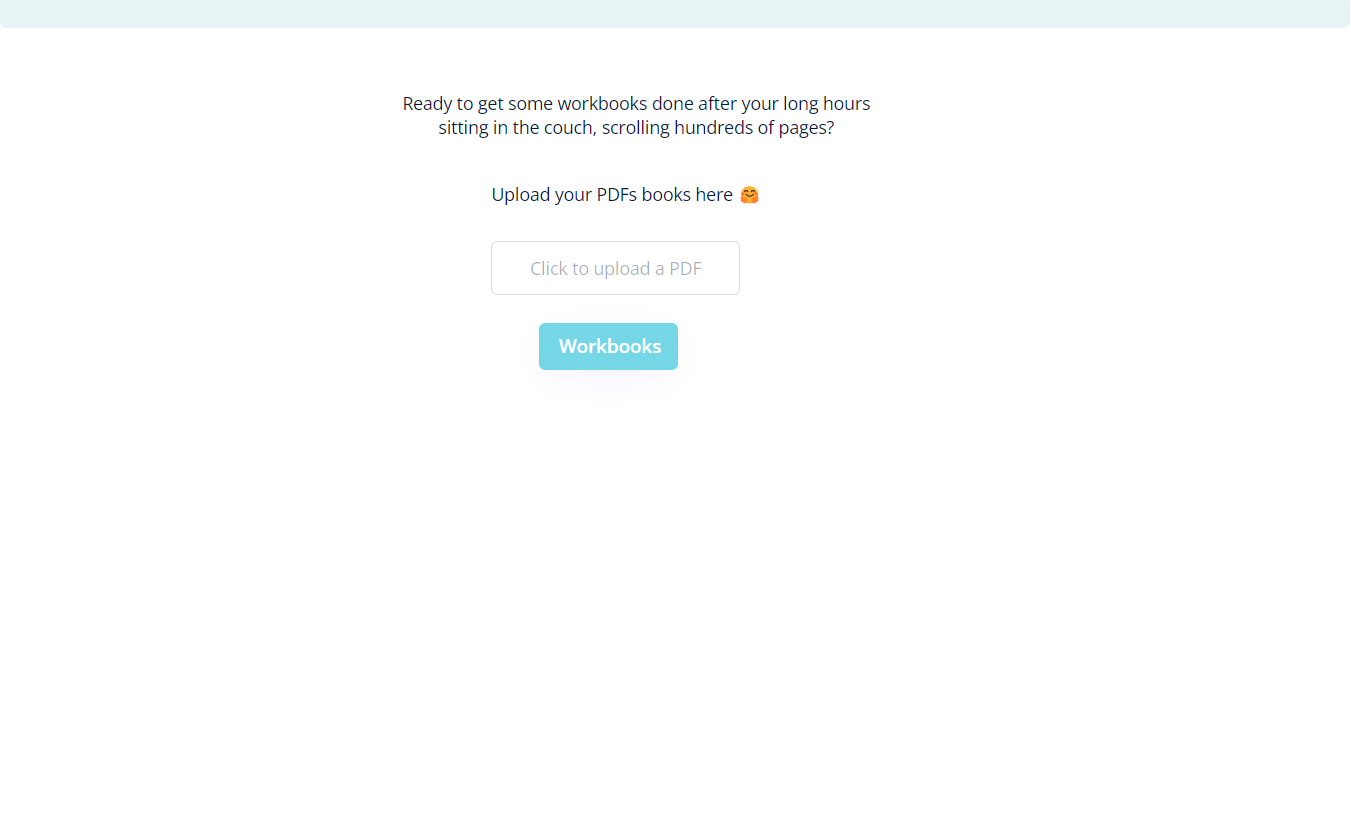 Ready to get some workbooks done after your long hours
sitting in the couch, scrolling hundreds of pages?
Upload your PDFs books here 🤗
Click to upload a PDF
Workbooks